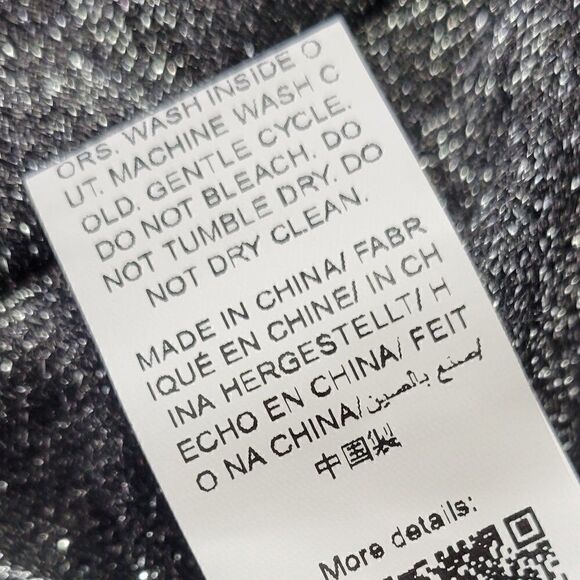 ORS. WASH INSIDE O
UT. MACHINE WASH C
OLD. GENTLE CYCLE.
DO NOT BLEACH. DO
NOT TUMBLE DRY. DO
NOT DRY CLEAN.
MADE IN CHINA/ FABR
IQUÉ EN CHINE/ IN CH
INA HERGESTELLT/ H
ECHO EN CHINA/ FEIT
O NA CHINA/صنع بالصين/
中国製
More details: